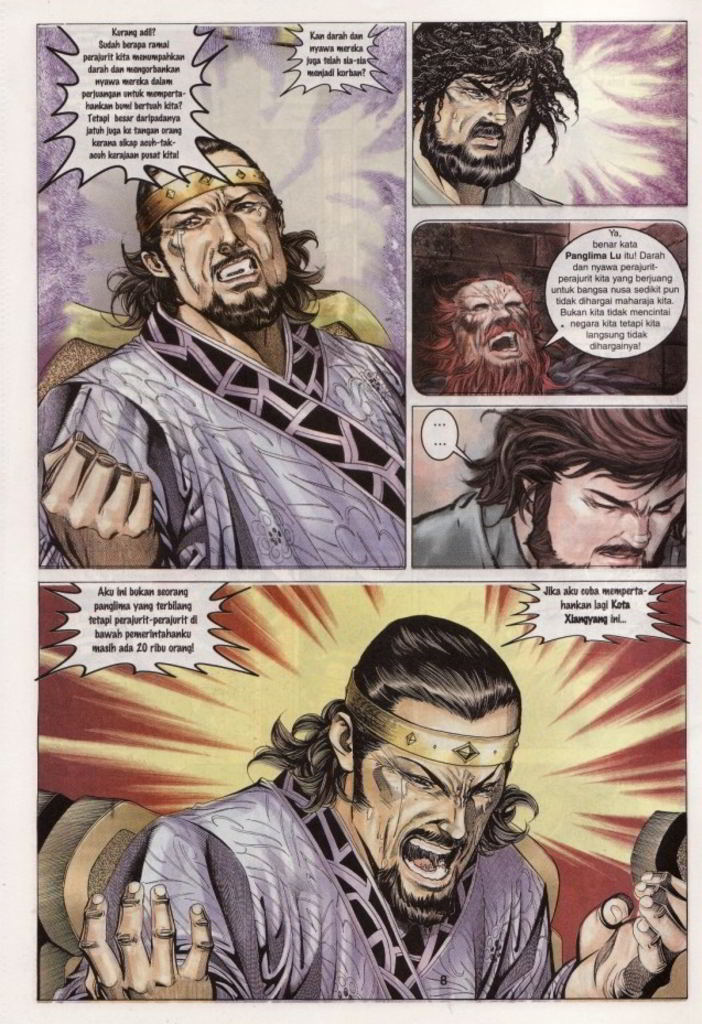 Kurang adil?
Sudah berapa ramai
perajurit kita menumpahkan
darah dan mengorbankan
nyawa mereka dalam
perjuangan untuk memperta-
hankan bumi bertuah kita?
Tetapi besar daripadanya
jatuh juga ke tangan orang
kerana sikap acuh-tak-
acuh kerajaan pusat kita!
Kan darah dan
nyawa mereka
juga telah sia-sia
menjadi korban?
Ya,
benar kata
Panglima Lu itu! Darah
dan nyawa perajurit-
perajurit kita yang berjuang
untuk bangsa nusa sedikit pun
tidak dihargai maharaja kita.
Bukan kita tidak mencintai
negara kita tetapi kita
langsung tidak
dihargainya!
...
...
Aku ini bukan seorang
panglima yang terbilang
tetapi perajurit-perajurit di
bawah pemerintahanku
masih ada 20 ribu orang!
Jika aku cuba memperta-
hankan lagi Kota
Xiangyang ini...
8